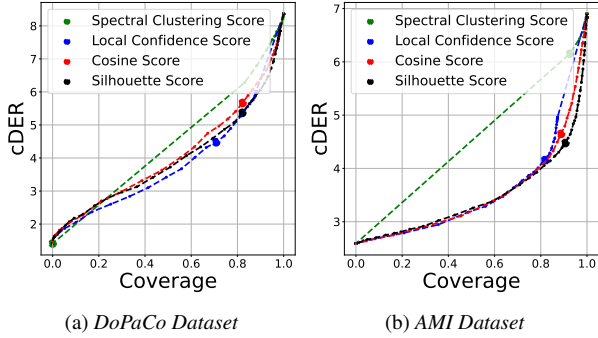 Spectral Clustering Score
Local Confidence Score
Cosine Score
Silhouette Score
8
7
6
5
4
3
2
cDER
0.0 0.2 0.4 0.6 0.8 1.0
Coverage
(a) DoPaCo Dataset
Spectral Clustering Score
Local Confidence Score
Cosine Score
Silhouette Score
7
6
5
4
3
cDER
0.0 0.2 0.4 0.6 0.8 1.0
Coverage
(b) AMI Dataset